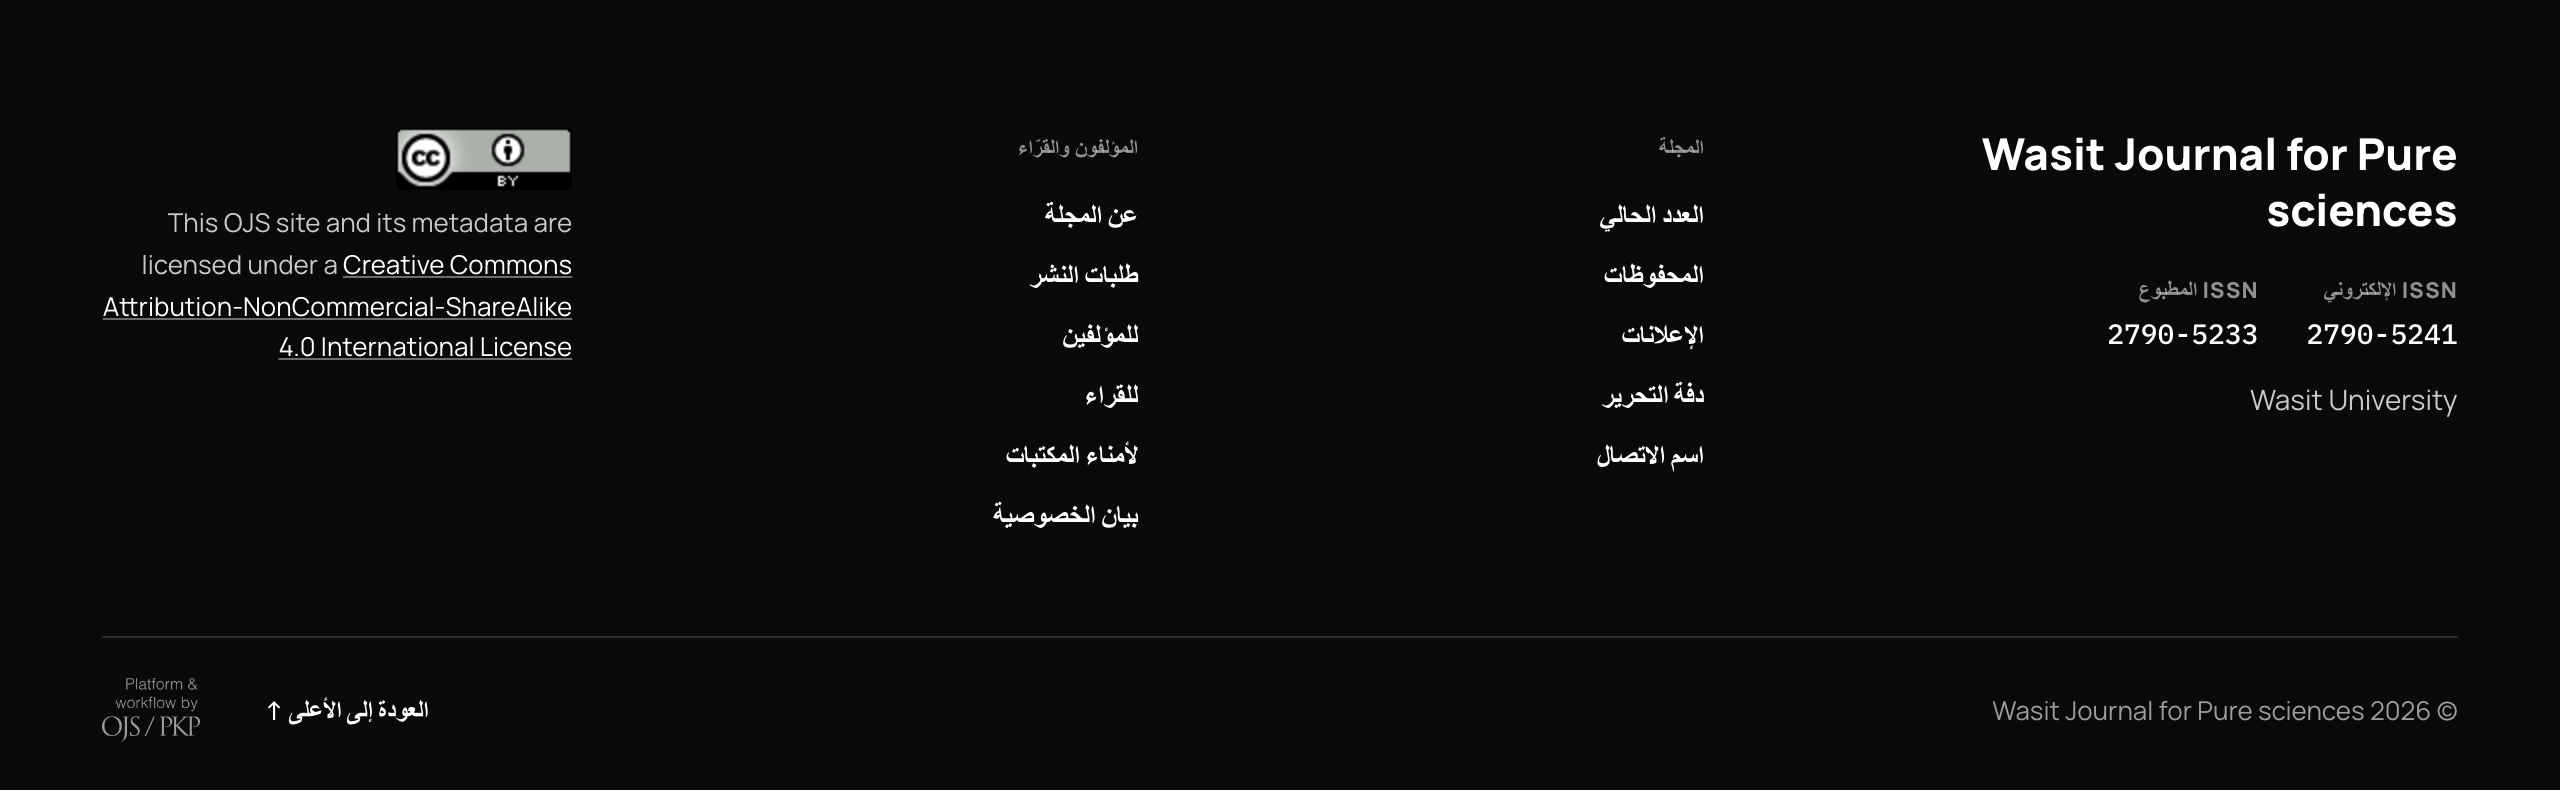 Wasit Journal for Pure
sciences
ISSN الإلكتروني
2790-5241
ISSN المطبوع
2790-5233
Wasit University
المجلة
العدد الحالي
المحفوظات
الإعلانات
دفة التحرير
اسم الاتصال
المؤلفون والقرّاء
عن المجلة
طلبات النشر
للمؤلفين
للقراء
لأمناء المكتبات
بيان الخصوصية
CC BY
This OJS site and its metadata are
licensed under a Creative Commons
Attribution-NonCommercial-ShareAlike
4.0 International License
Wasit Journal for Pure sciences 2026 ©
العودة إلى الأعلى ↑
Platform &
workflow by
OJS / PKP